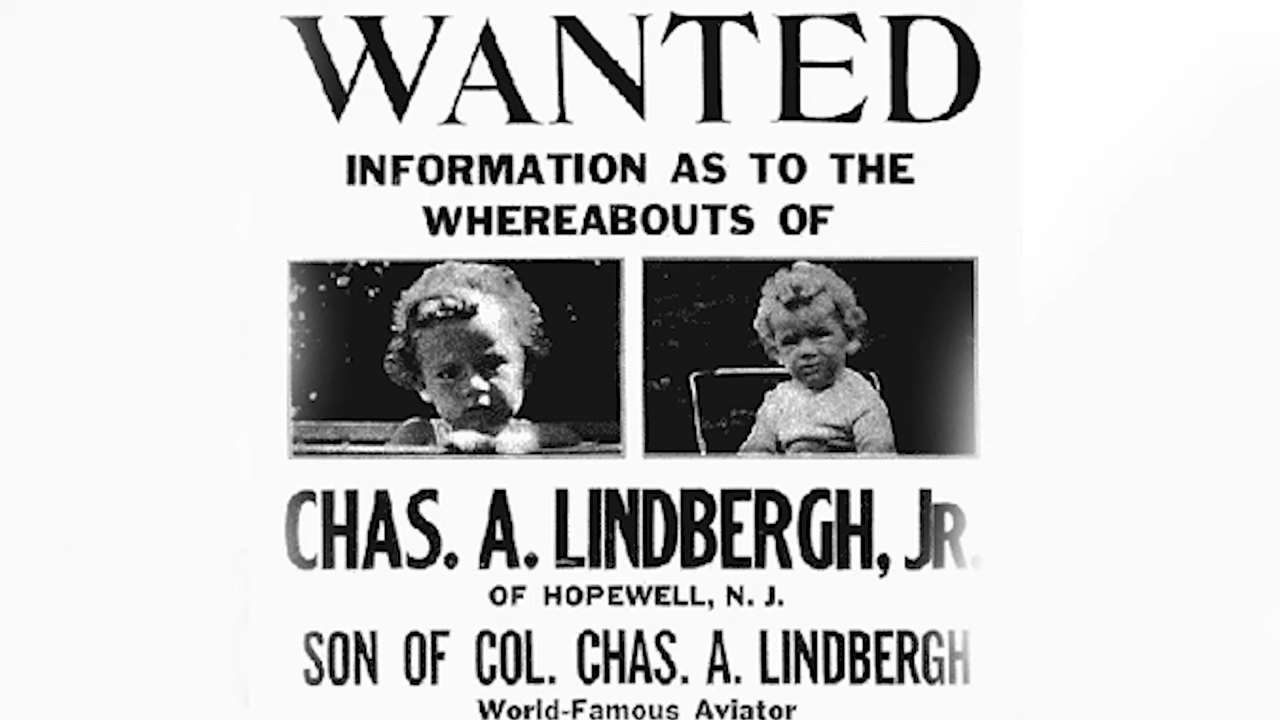 WANTED
INFORMATION AS TO THE
WHEREABOUTS OF
CHAS. A. LINDBERGH, JR.
OF HOPEWELL, N. J.
SON OF COL. CHAS. A. LINDBERGH
World-Famous Aviator